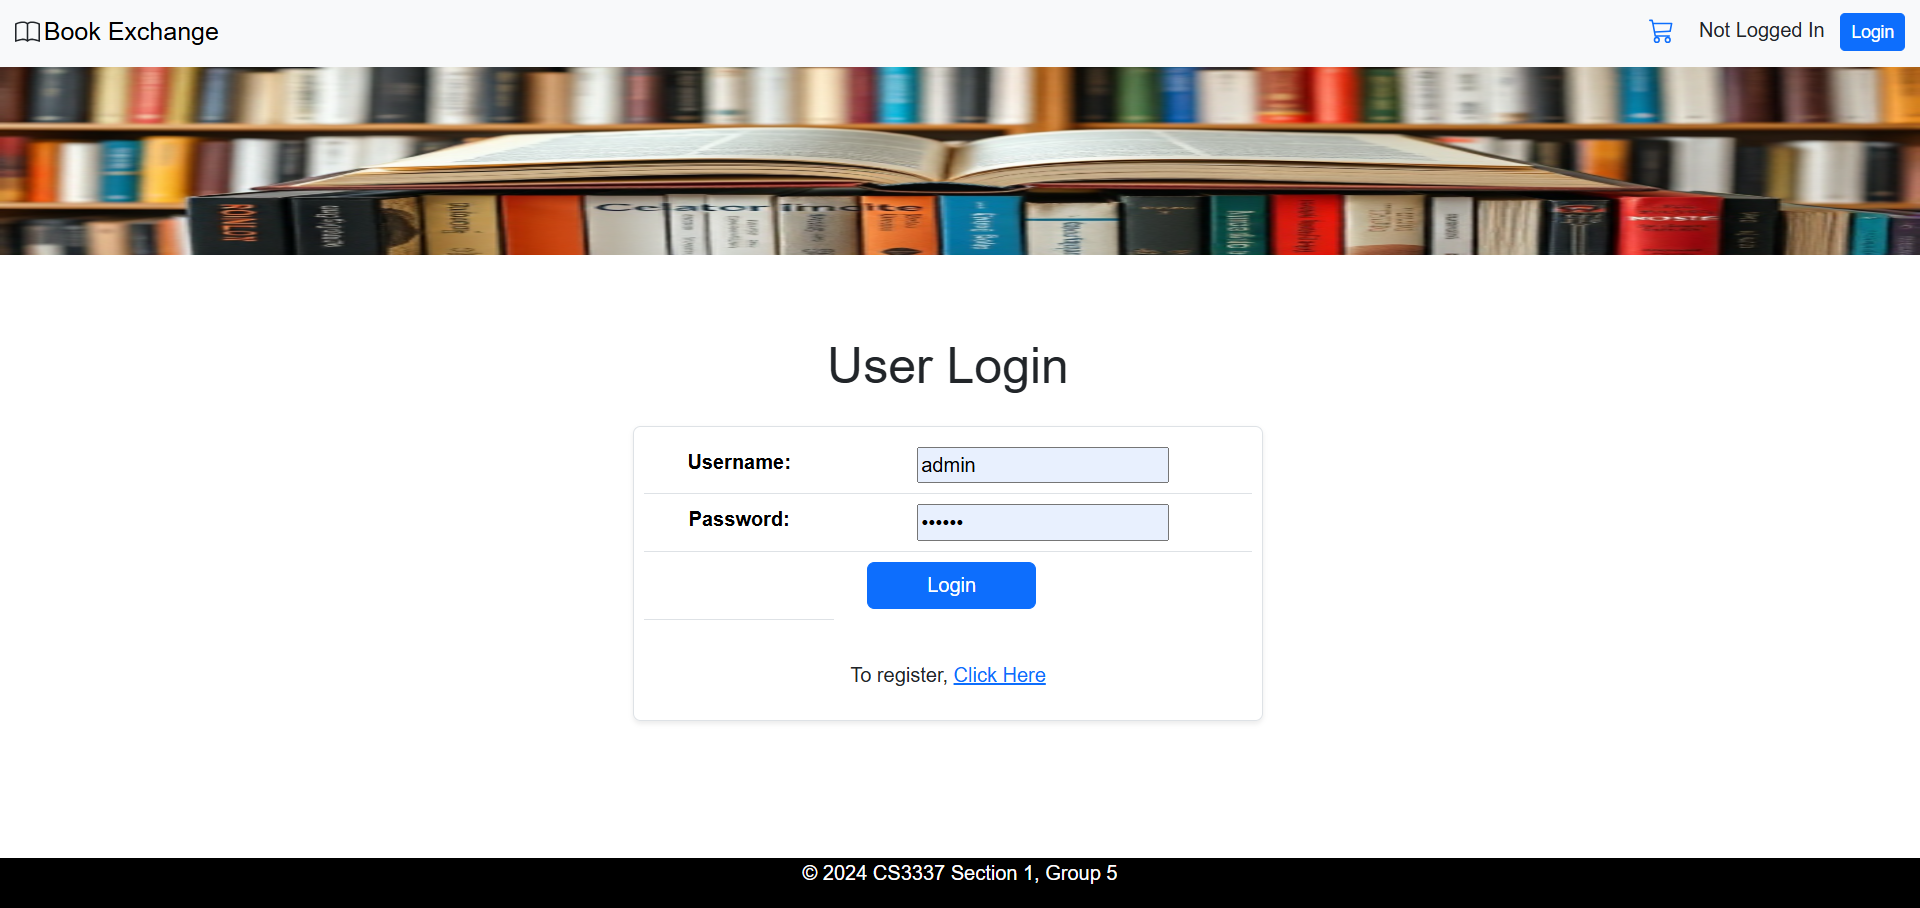 Book Exchange
Not Logged In
Login
User Login
Username:
admin
Password:
••••••
Login
To register, Click Here
© 2024 CS3337 Section 1, Group 5